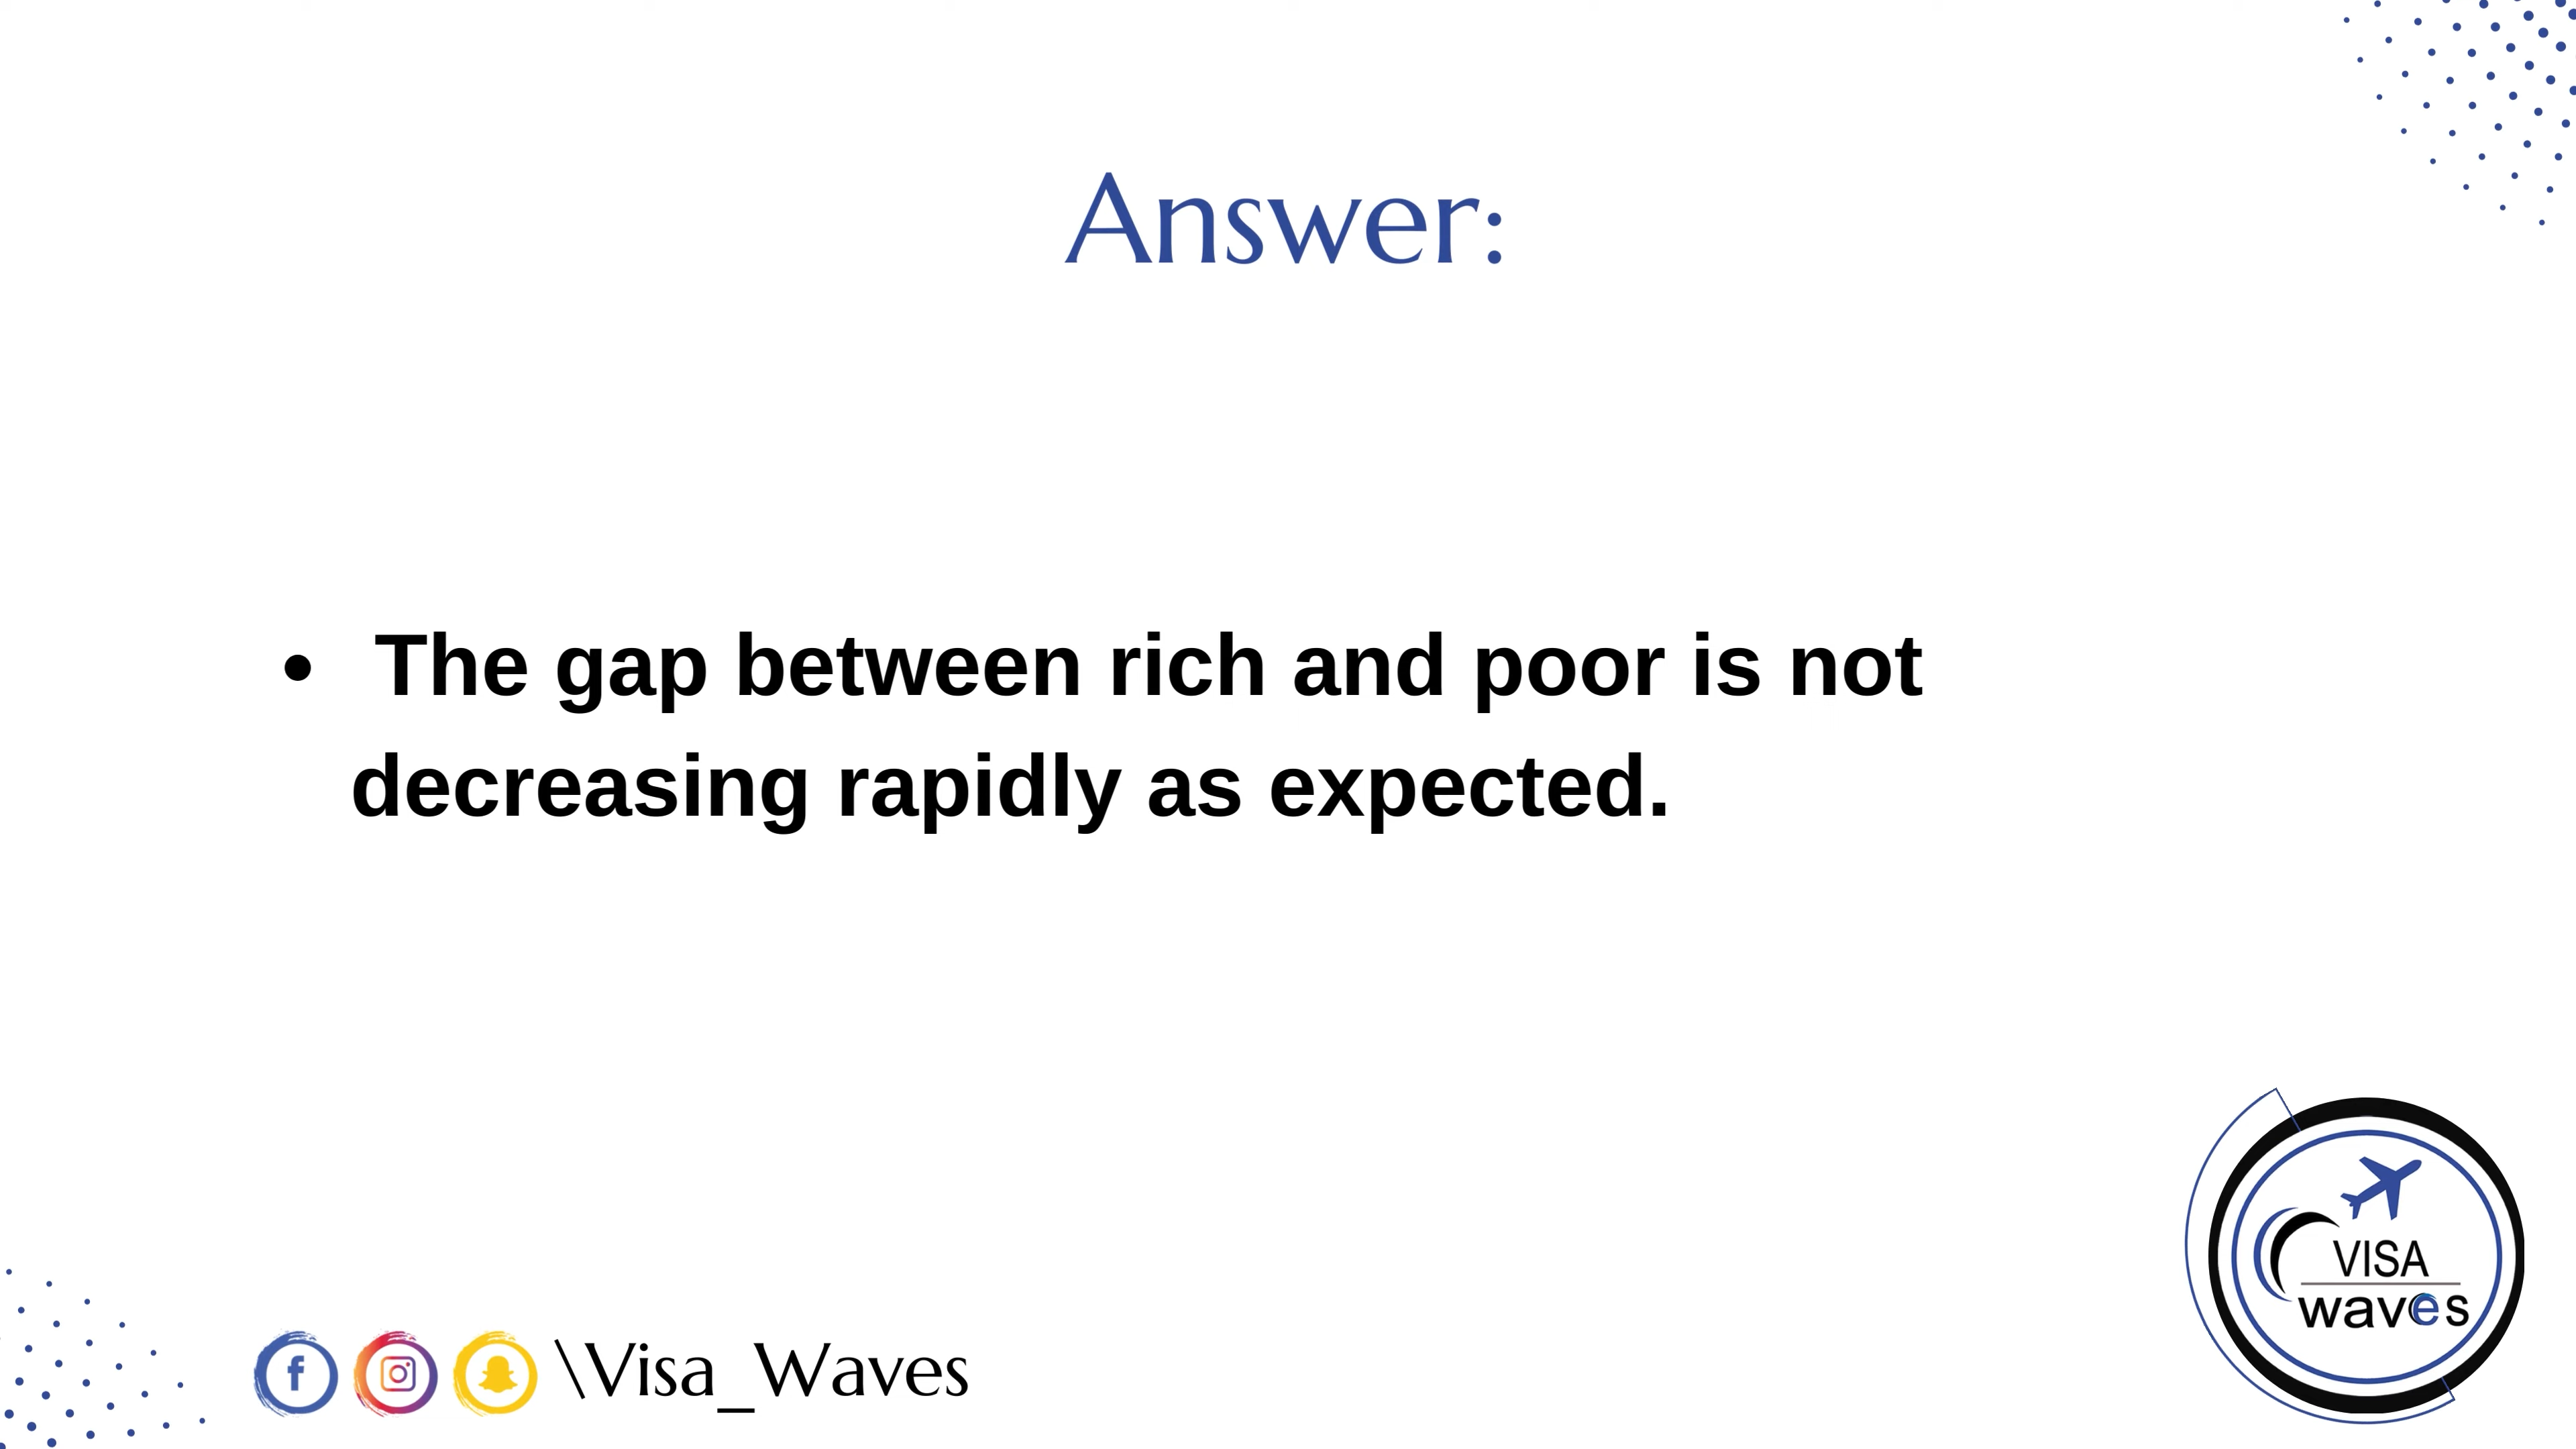 Answer:
• The gap between rich and poor is not
decreasing rapidly as expected.
VISA
waves
\Visa_Waves